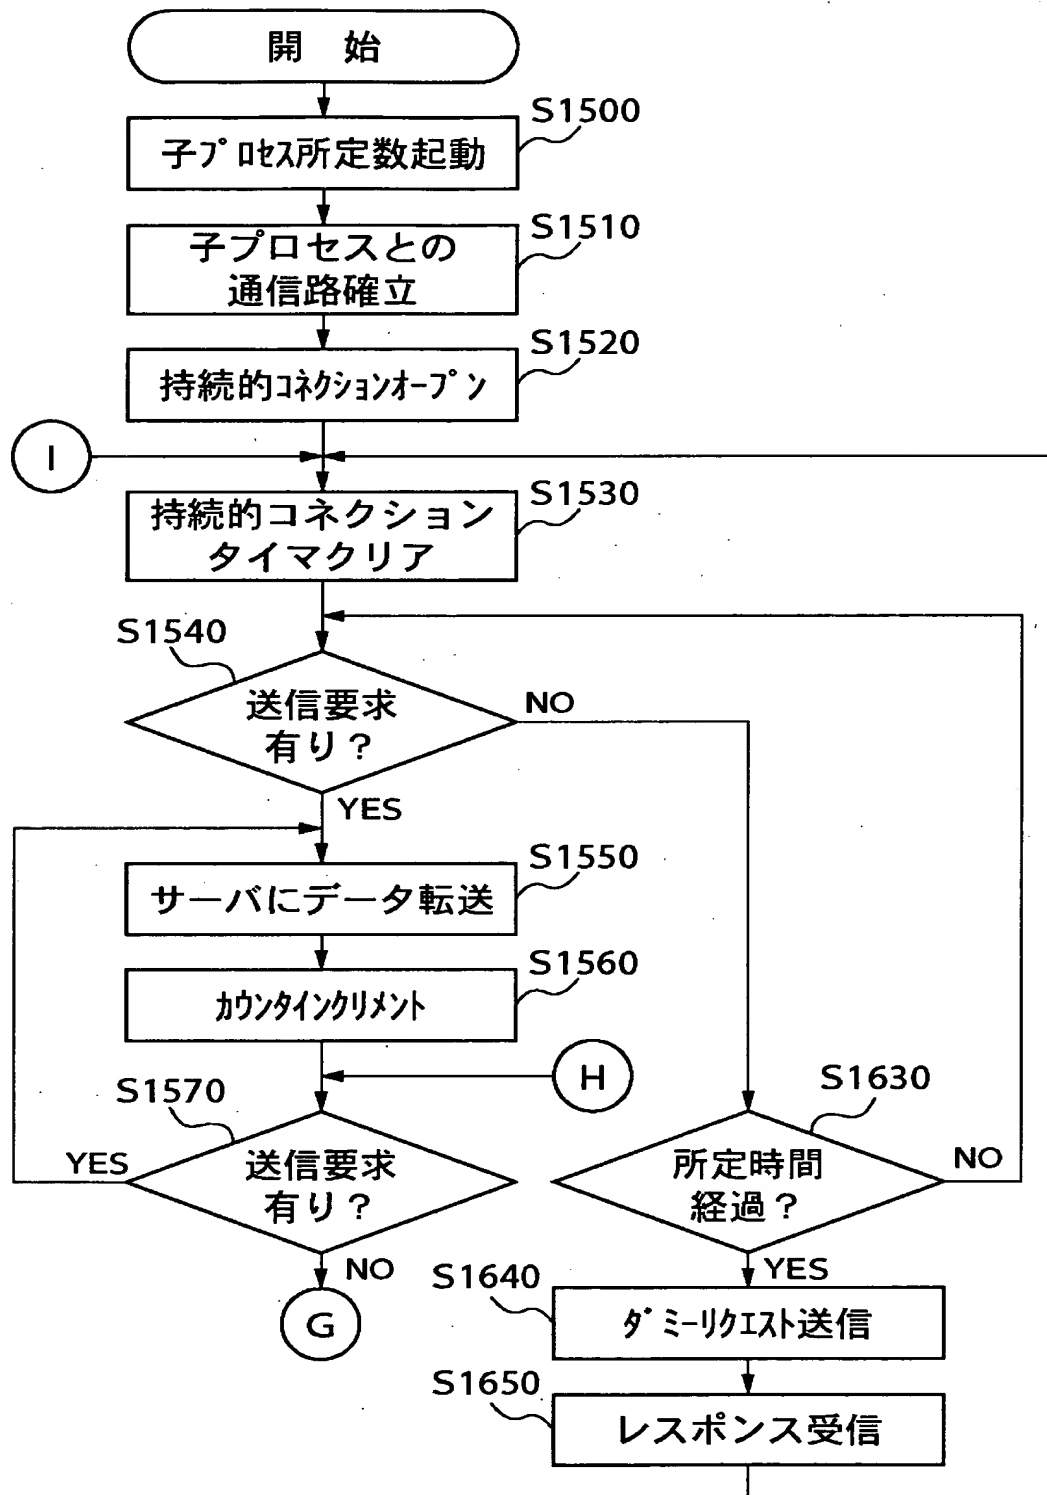 開 始
S1500
子プロセス所定数起動
S1510
子プロセスとの
通信路確立
S1520
持続的コネクションオープン
I
S1530
持続的コネクション
タイマクリア
S1540
送信要求
有り？
NO
YES
S1550
サーバにデータ転送
S1560
カウンタインクリメント
H
S1570
S1630
送信要求
有り？
YES
所定時間
経過？
NO
NO
YES
G
S1640
ダミーリクエスト送信
S1650
レスポンス受信